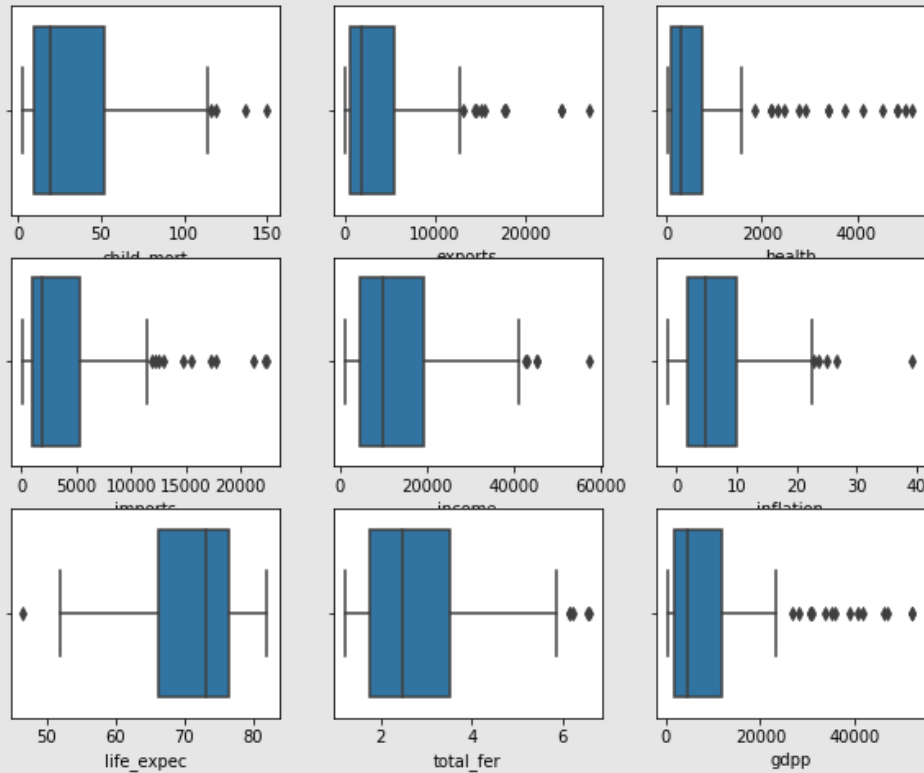 0 50 100 150
child_mort
0 10000 20000
exports
0 2000 4000
health
0 5000 10000 15000 20000
imports
0 20000 40000 60000
income
0 10 20 30 40
inflation
50 60 70 80
life_expec
2 4 6
total_fer
0 20000 40000
gdpp